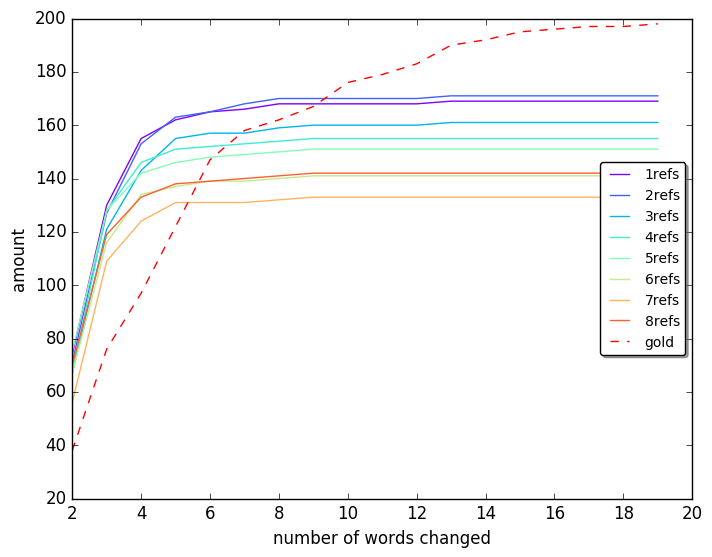 200
180
160
140
120
100
80
60
40
20
amount
2 4 6 8 10 12 14 16 18 20
number of words changed
1refs
2refs
3refs
4refs
5refs
6refs
7refs
8refs
gold